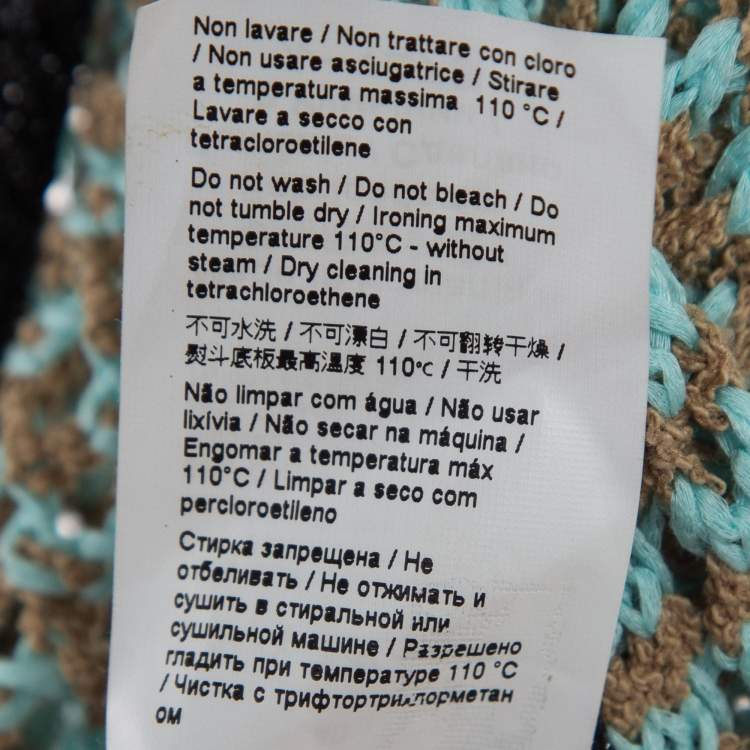 Non lavare / Non trattare con cloro
/ Non usare asciugatrice / Stirare
a temperatura massima 110 °C /
Lavare a secco con
tetracloroetilene
Do not wash / Do not bleach / Do
not tumble dry / Ironing maximum
temperature 110°C - without
steam / Dry cleaning in
tetrachloroethene
不可水洗 / 不可漂白 / 不可翻转干燥 /
熨斗底板最高温度 110℃ / 干洗
Não limpar com água / Não usar
lixívia / Não secar na máquina /
Engomar a temperatura máx
110°C / Limpar a seco com
percloroetileno
Стирка запрещена / Не
отбеливать / Не отжимать и
сушить в стиральной или
сушильной машине / Разрешено
гладить при температуре 110 °C
/ Чистка с
ом